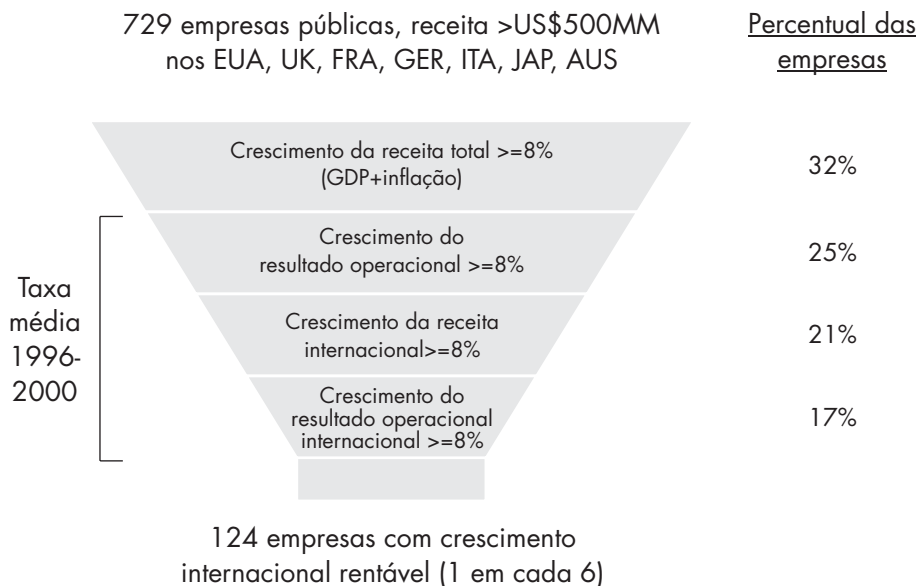 729 empresas públicas, receita >US$500MM
nos EUA, UK, FRA, GER, ITA, JAP, AUS
Percentual das
empresas
Crescimento da receita total >=8%
(GDP+inflação)
32%
Taxa
média
1996-
2000
Crescimento do
resultado operacional >=8%
25%
Crescimento da receita
internacional>=8%
21%
Crescimento do
resultado operacional
internacional >=8%
17%
124 empresas com crescimento
internacional rentável (1 em cada 6)